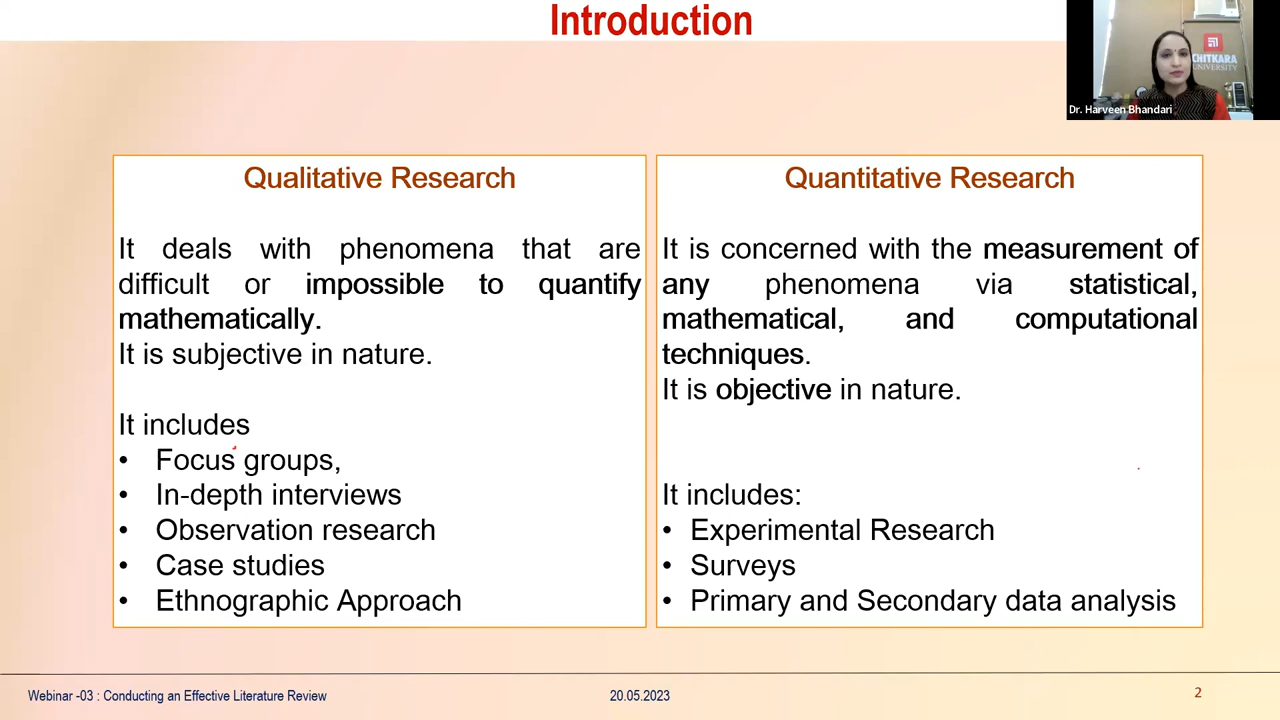 Introduction
CHITKARA
UNIVERSITY
Dr. Harveen Bhandari
Qualitative Research
It deals with phenomena that are
difficult or impossible to quantify
mathematically.
It is subjective in nature.
It includes
• Focus groups,
• In-depth interviews
• Observation research
• Case studies
• Ethnographic Approach
Quantitative Research
It is concerned with the measurement of
any phenomena via statistical,
mathematical, and computational
techniques.
It is objective in nature.
It includes:
• Experimental Research
• Surveys
• Primary and Secondary data analysis
Webinar -03 : Conducting an Effective Literature Review
20.05.2023
2